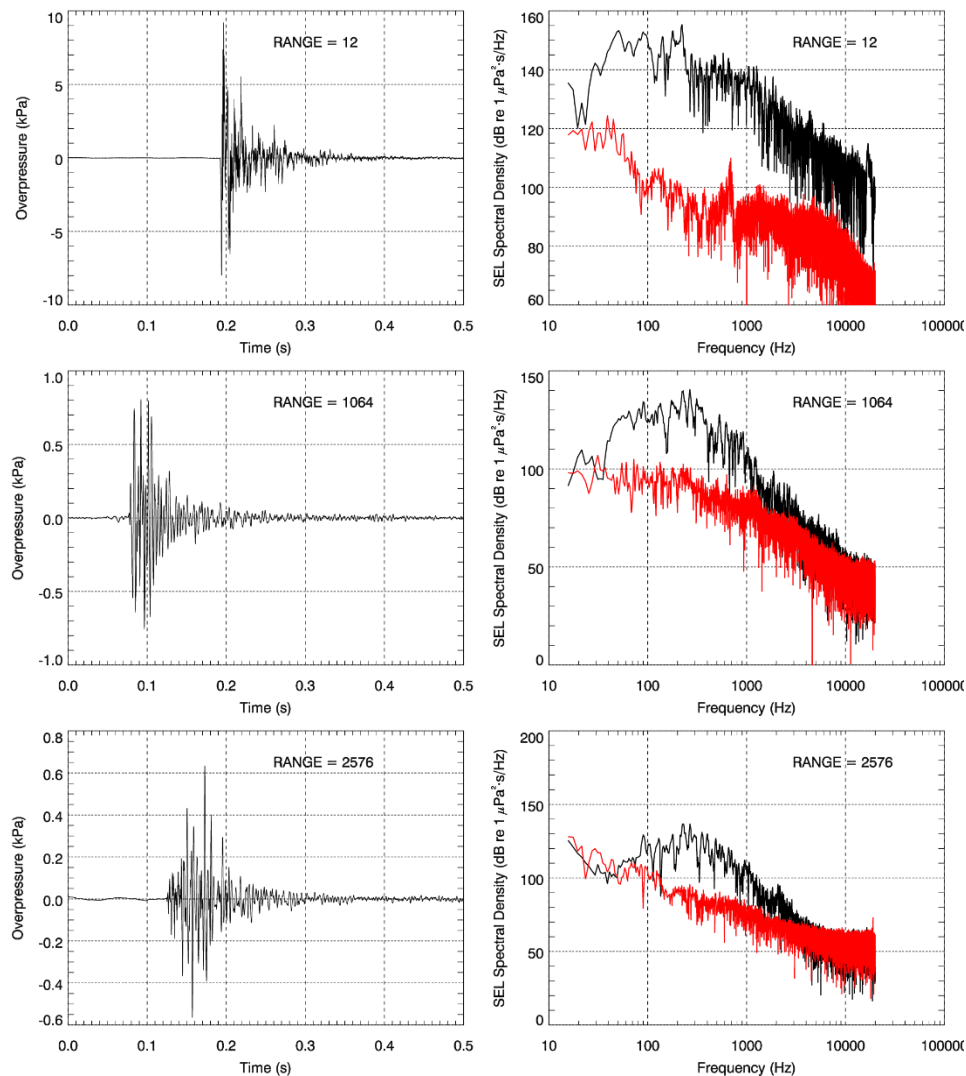 RANGE = 12
Overpressure (kPa)
10
5
0
-5
-10
0.0 0.1 0.2 0.3 0.4 0.5
Time (s)
RANGE = 12
SEL Spectral Density (dB re 1 μPa²·s/Hz)
160
140
120
100
80
60
10 100 1000 10000 100000
Frequency (Hz)
RANGE = 1064
Overpressure (kPa)
1.0
0.5
0.0
-0.5
-1.0
0.0 0.1 0.2 0.3 0.4 0.5
Time (s)
RANGE = 1064
SEL Spectral Density (dB re 1 μPa²·s/Hz)
150
100
50
0
10 100 1000 10000 100000
Frequency (Hz)
RANGE = 2576
Overpressure (kPa)
0.8
0.6
0.4
0.2
0.0
-0.2
-0.4
-0.6
0.0 0.1 0.2 0.3 0.4 0.5
Time (s)
RANGE = 2576
SEL Spectral Density (dB re 1 μPa²·s/Hz)
200
150
100
50
0
10 100 1000 10000 100000
Frequency (Hz)